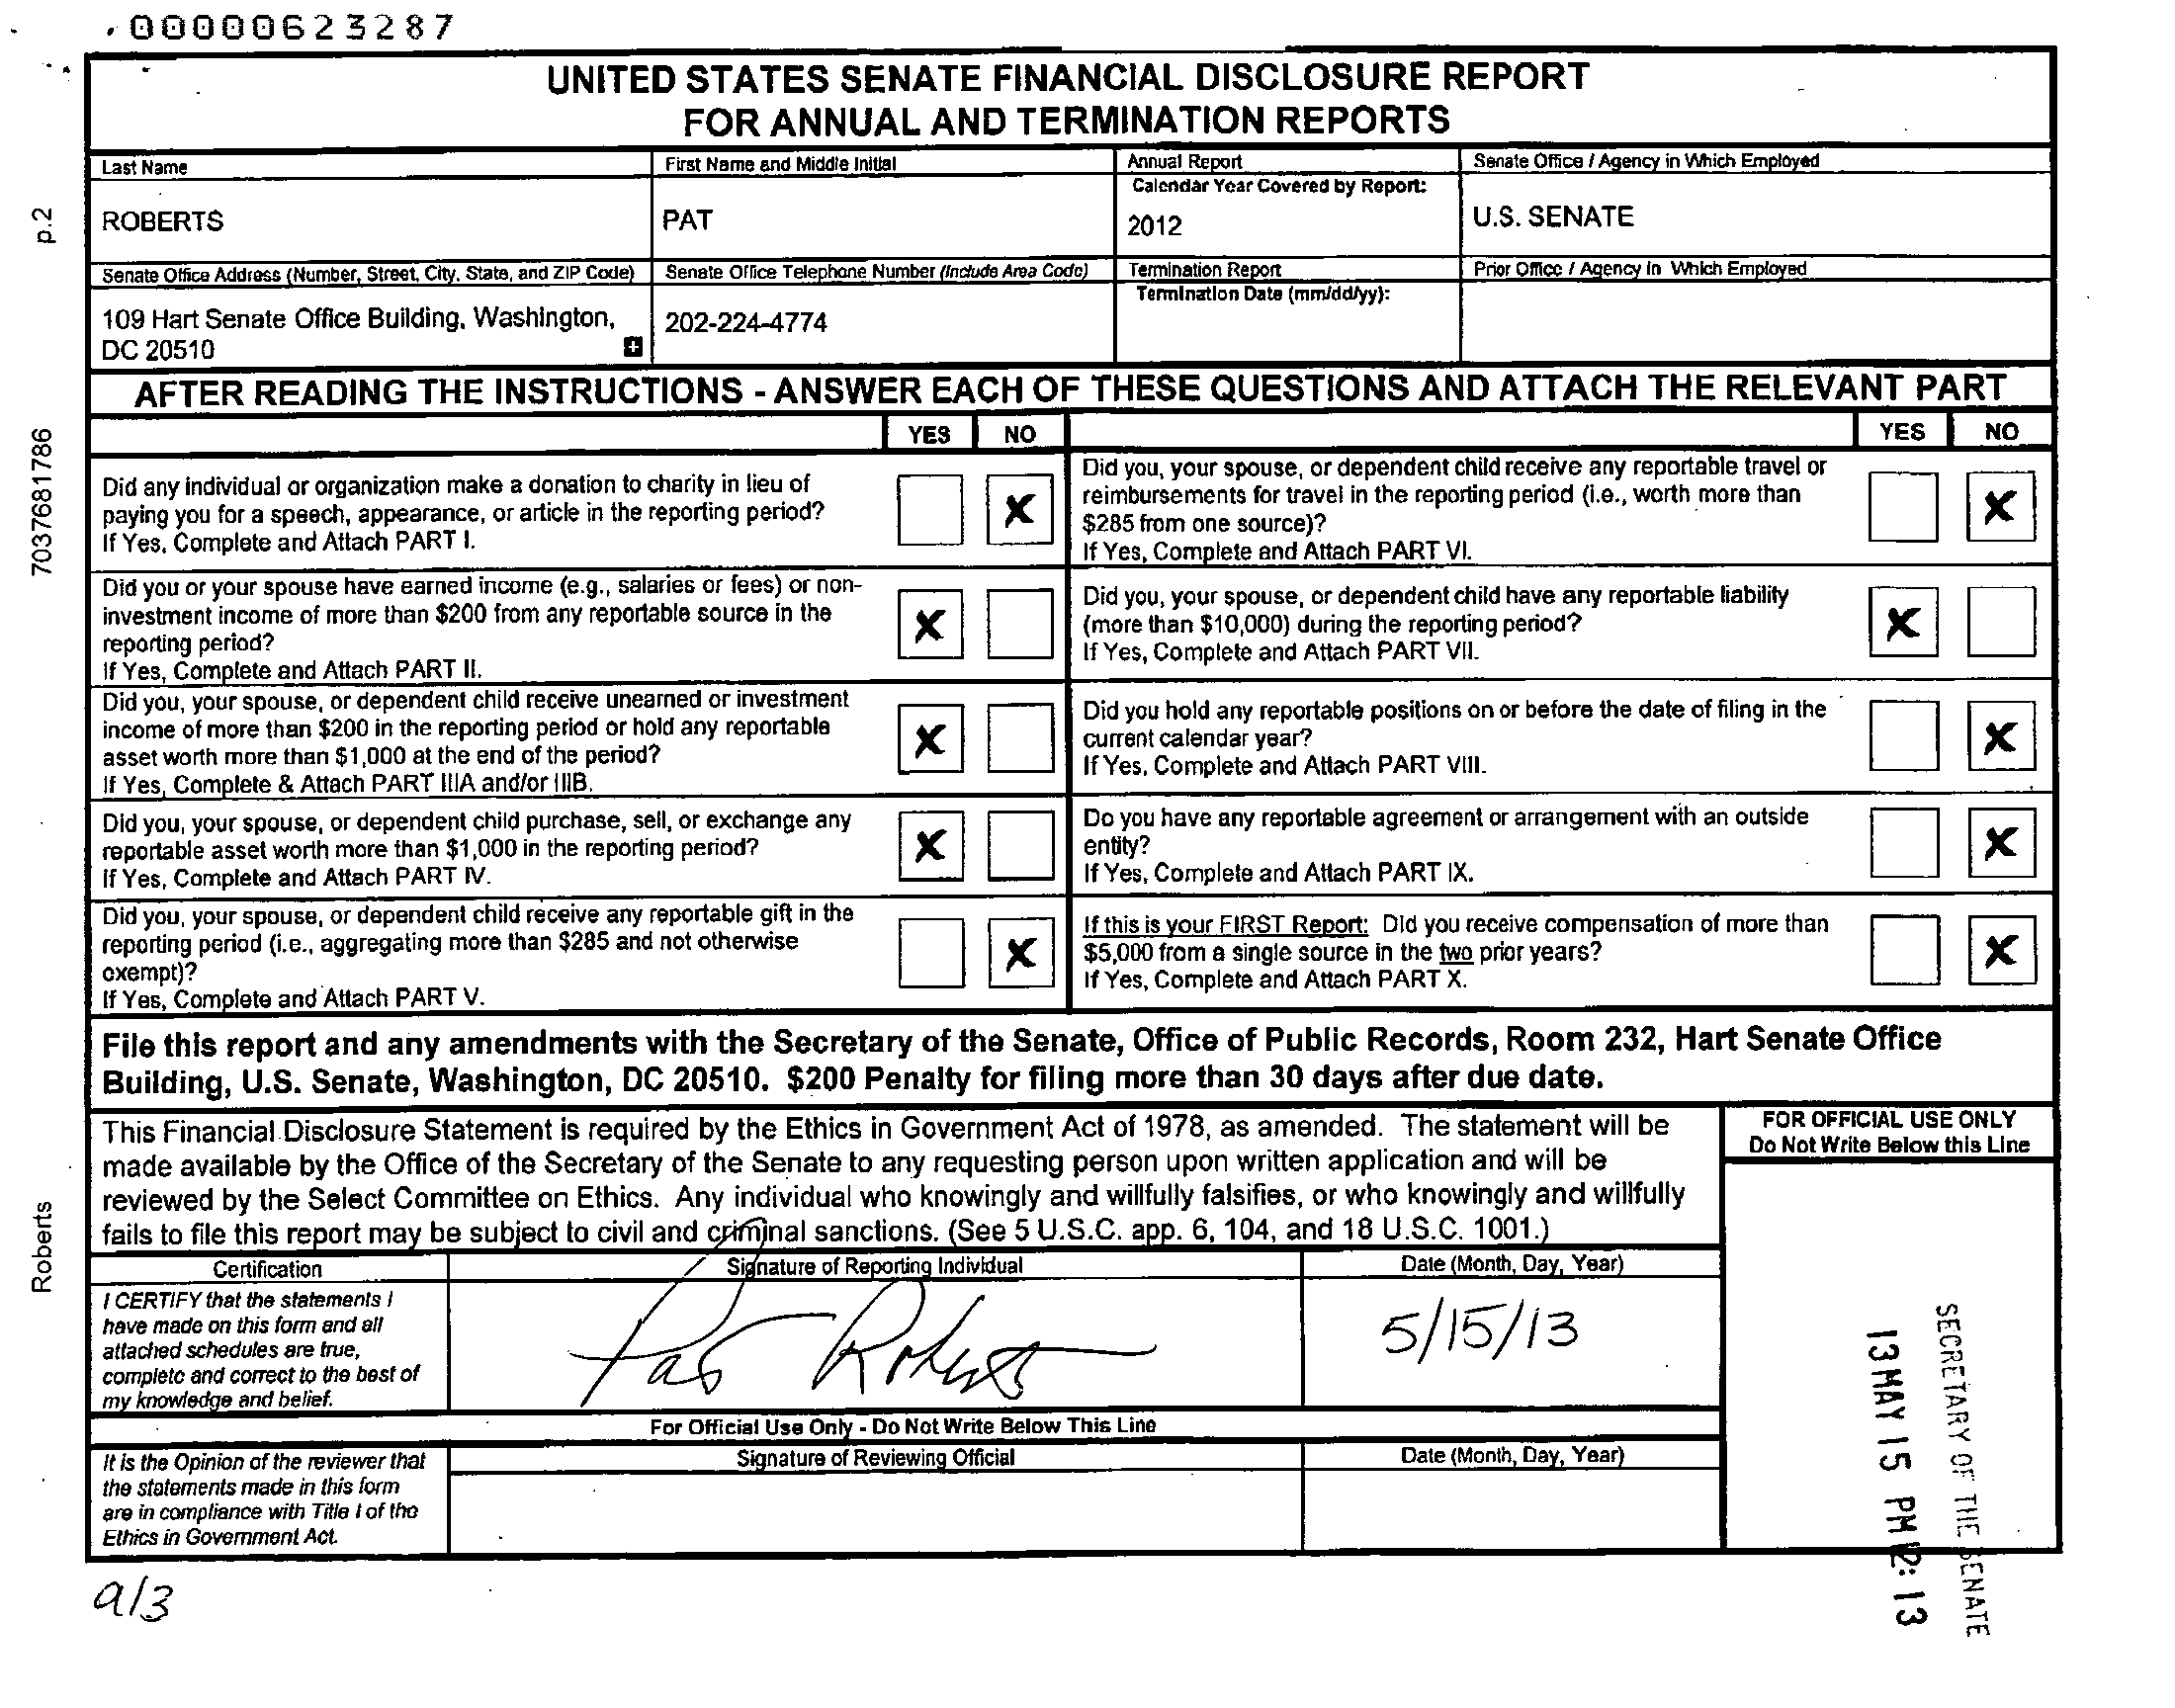 00000623287
UNITED STATES SENATE FINANCIAL DISCLOSURE REPORT
FOR ANNUAL AND TERMINATION REPORTS
Last Name
First Name and Middle Initial
Annual Report
Calendar Year Covered by Report:
Senate Office / Agency in Which Employed
ROBERTS
PAT
2012
U.S. SENATE
Senate Office Address (Number, Street, City, State, and ZIP Code)
Senate Office Telephone Number (Include Area Code)
Termination Report
Termination Date (mm/dd/yy):
Prior Office / Agency in Which Employed
109 Hart Senate Office Building, Washington,
DC 20510
202-224-4774
AFTER READING THE INSTRUCTIONS - ANSWER EACH OF THESE QUESTIONS AND ATTACH THE RELEVANT PART
YES NO
Did any individual or organization make a donation to charity in lieu of
paying you for a speech, appearance, or article in the reporting period?
If Yes, Complete and Attach PART I.
X
Did you or your spouse have earned income (e.g., salaries or fees) or non-
investment income of more than $200 from any reportable source in the
reporting period?
If Yes, Complete and Attach PART II.
X
Did you, your spouse, or dependent child receive unearned or investment
income of more than $200 in the reporting period or hold any reportable
asset worth more than $1,000 at the end of the period?
If Yes, Complete & Attach PART IIIA and/or IIIB.
X
Did you, your spouse, or dependent child purchase, sell, or exchange any
reportable asset worth more than $1,000 in the reporting period?
If Yes, Complete and Attach PART IV.
X
Did you, your spouse, or dependent child receive any reportable gift in the
reporting period (i.e., aggregating more than $285 and not otherwise
exempt)?
If Yes, Complete and Attach PART V.
X
YES NO
Did you, your spouse, or dependent child receive any reportable travel or
reimbursements for travel in the reporting period (i.e., worth more than
$285 from one source)?
If Yes, Complete and Attach PART VI.
X
Did you, your spouse, or dependent child have any reportable liability
(more than $10,000) during the reporting period?
If Yes, Complete and Attach PART VII.
X
Did you hold any reportable positions on or before the date of filing in the
current calendar year?
If Yes, Complete and Attach PART VIII.
X
Do you have any reportable agreement or arrangement with an outside
entity?
If Yes, Complete and Attach PART IX.
X
If this is your FIRST Report: Did you receive compensation of more than
$5,000 from a single source in the two prior years?
If Yes, Complete and Attach PART X.
X
File this report and any amendments with the Secretary of the Senate, Office of Public Records, Room 232, Hart Senate Office
Building, U.S. Senate, Washington, DC 20510. $200 Penalty for filing more than 30 days after due date.
This Financial Disclosure Statement is required by the Ethics in Government Act of 1978, as amended. The statement will be
made available by the Office of the Secretary of the Senate to any requesting person upon written application and will be
reviewed by the Select Committee on Ethics. Any individual who knowingly and willfully falsifies, or who knowingly and willfully
fails to file this report may be subject to civil and criminal sanctions. (See 5 U.S.C. app. 6, 104, and 18 U.S.C. 1001.)
FOR OFFICIAL USE ONLY
Do Not Write Below this Line
Certification
Signature of Reporting Individual
Date (Month, Day, Year)
I CERTIFY that the statements I
have made on this form and all
attached schedules are true,
complete and correct to the best of
my knowledge and belief.
Pat Roberts
5/15/13
For Official Use Only - Do Not Write Below This Line
It is the Opinion of the reviewer that
the statements made in this form
are in compliance with Title I of the
Ethics in Government Act.
Signature of Reviewing Official
Date (Month, Day, Year)
SECRETARY OF THE SENATE
13 MAY 15 PM 12:13
a/3
p.2
7037681786
Roberts